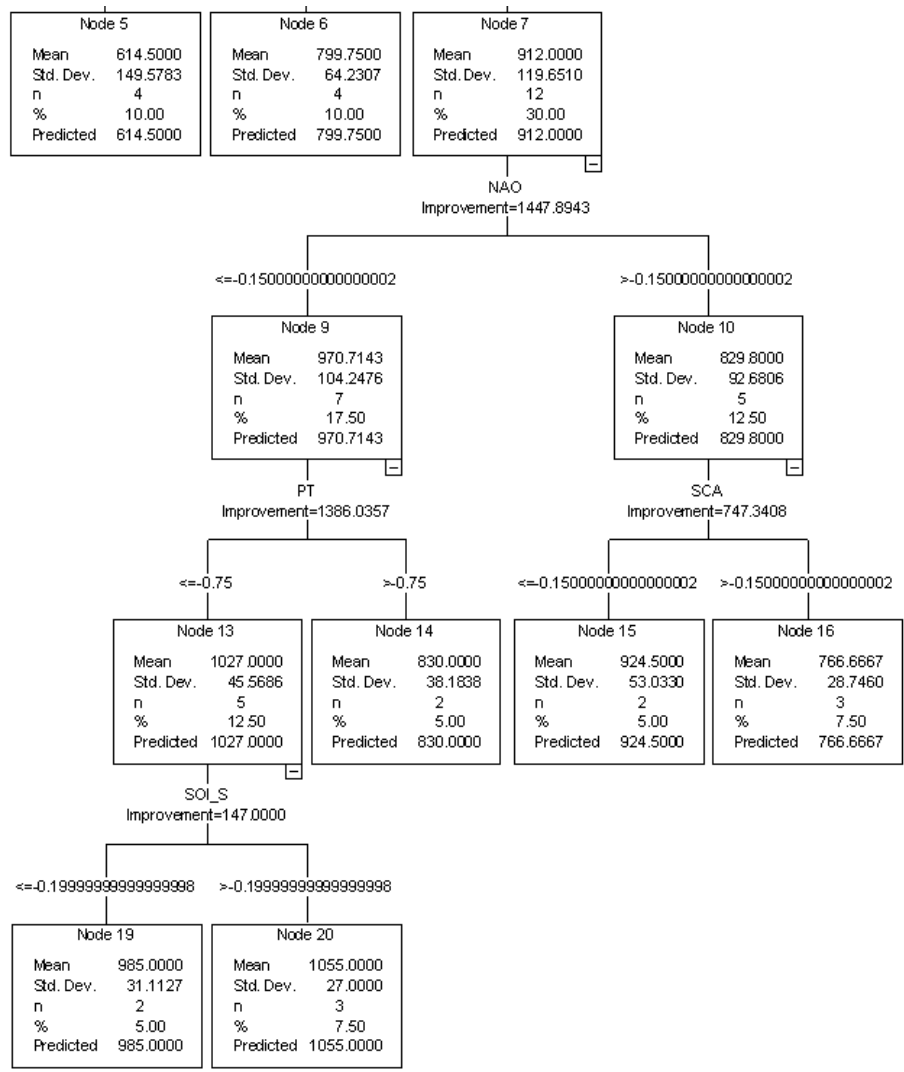 Node 5
Mean 614.5000
Std. Dev. 149.5783
n 4
% 10.00
Predicted 614.5000
Node 6
Mean 799.7500
Std. Dev. 64.2307
n 4
% 10.00
Predicted 799.7500
Node 7
Mean 912.0000
Std. Dev. 119.6510
n 12
% 30.00
Predicted 912.0000
NAO
Improvement=1447.8943
<=-0.15000000000000002
>-0.15000000000000002
Node 9
Mean 970.7143
Std. Dev. 104.2476
n 7
% 17.50
Predicted 970.7143
Node 10
Mean 829.8000
Std. Dev. 92.6806
n 5
% 12.50
Predicted 829.8000
PT
Improvement=1386.0357
SCA
Improvement=747.3408
<=-0.75
>-0.75
<=-0.15000000000000002
>-0.15000000000000002
Node 13
Mean 1027.0000
Std. Dev. 45.5686
n 5
% 12.50
Predicted 1027.0000
Node 14
Mean 830.0000
Std. Dev. 38.1838
n 2
% 5.00
Predicted 830.0000
Node 15
Mean 924.5000
Std. Dev. 53.0330
n 2
% 5.00
Predicted 924.5000
Node 16
Mean 766.6667
Std. Dev. 28.7460
n 3
% 7.50
Predicted 766.6667
SOI_S
Improvement=147.0000
<=-0.19999999999999998
>-0.19999999999999998
Node 19
Mean 985.0000
Std. Dev. 31.1127
n 2
% 5.00
Predicted 985.0000
Node 20
Mean 1055.0000
Std. Dev. 27.0000
n 3
% 7.50
Predicted 1055.0000